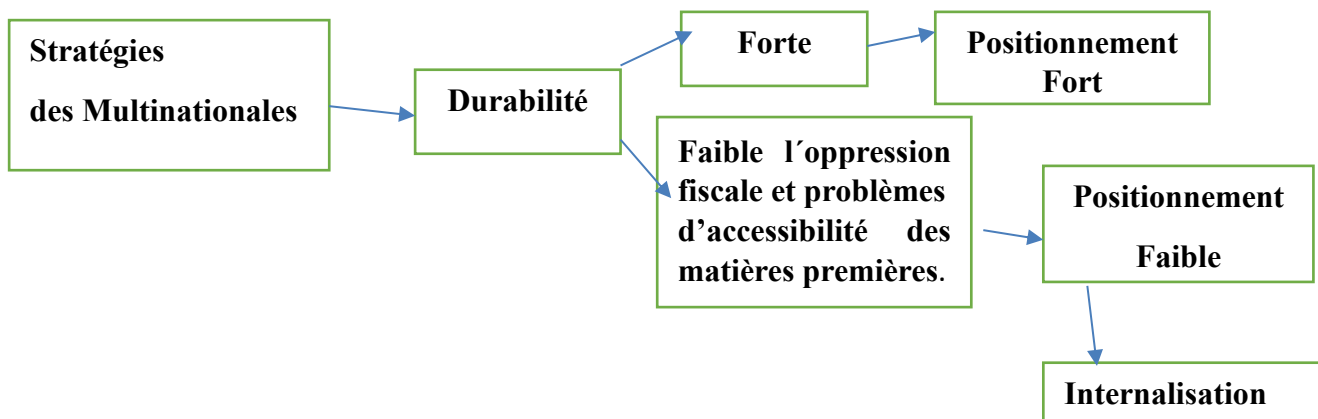 Stratégies
des Multinationales
Durabilité
Forte
Positionnement
Fort
Faible l´oppression
fiscale et problèmes
d’accessibilité des
matières premières.
Positionnement
Faible
Internalisation